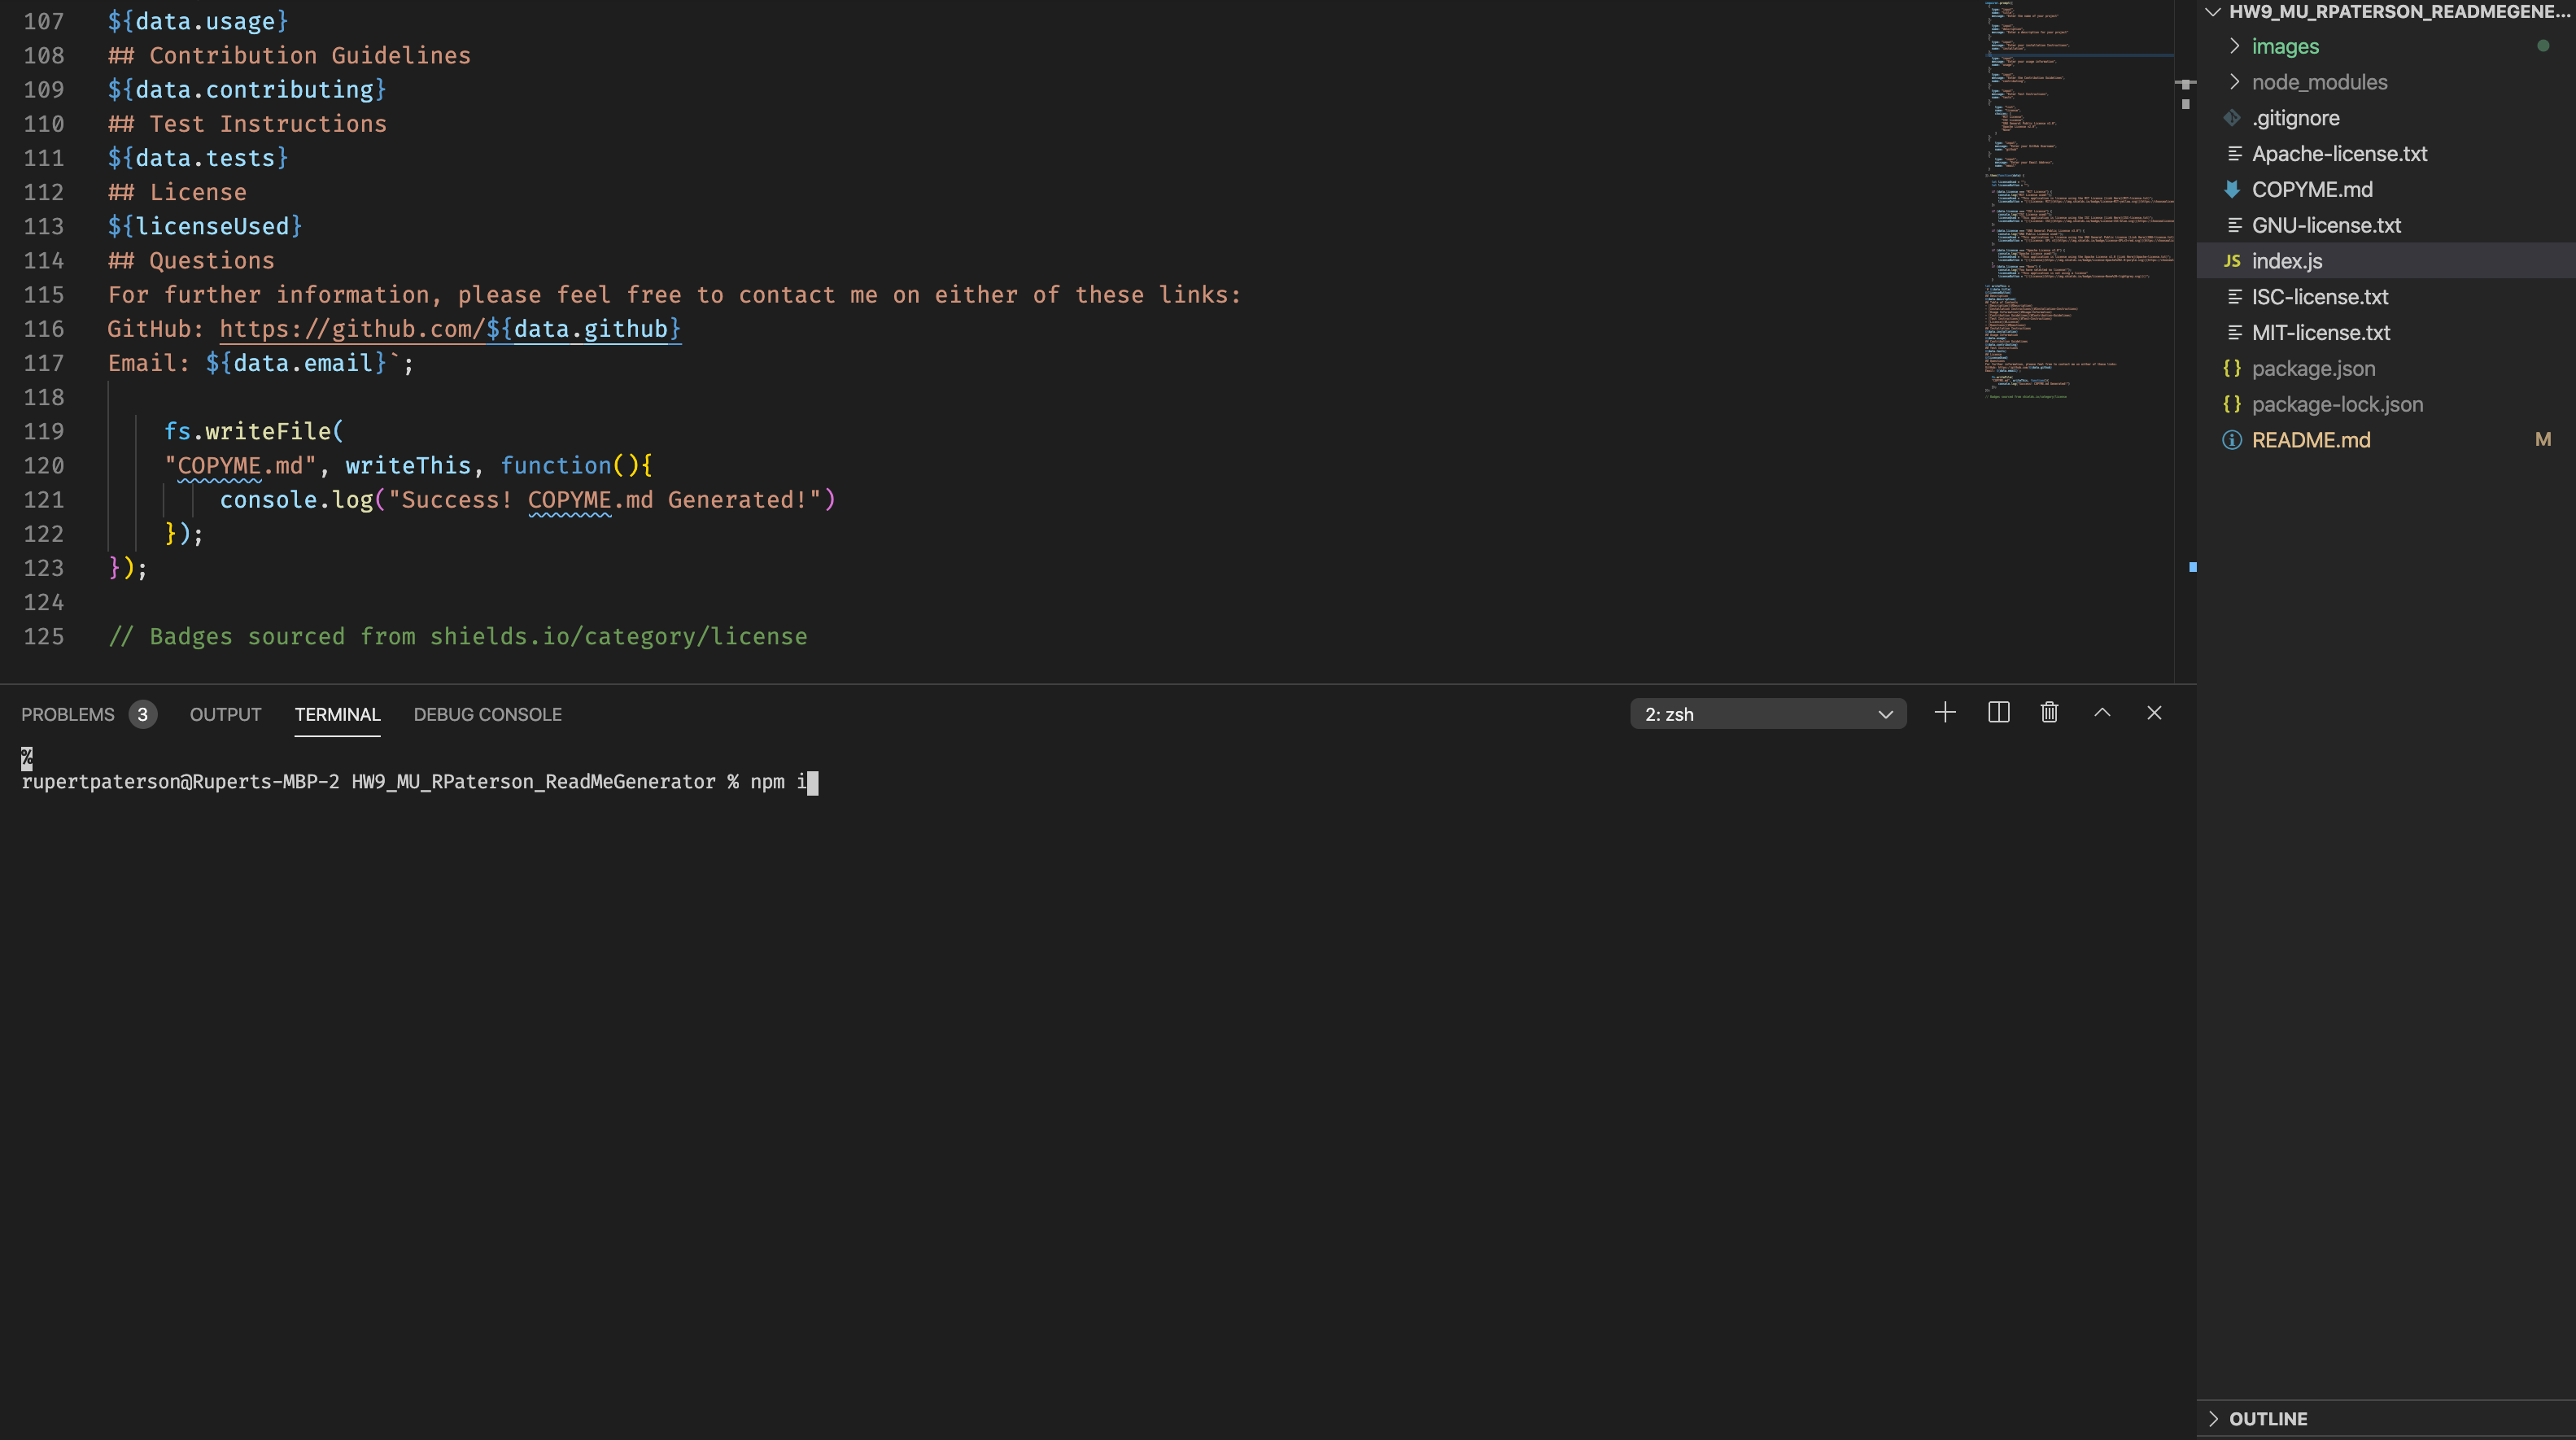 107 ${data.usage}
108 ## Contribution Guidelines
109 ${data.contributing}
110 ## Test Instructions
111 ${data.tests}
112 ## License
113 ${licenseUsed}
114 ## Questions
115 For further information, please feel free to contact me on either of these links:
116 GitHub: https://github.com/${data.github}
117 Email: ${data.email}`;
118
119 fs.writeFile(
120 "COPYME.md", writeThis, function(){
121 console.log("Success! COPYME.md Generated!")
122 });
123 });
124
125 // Badges sourced from shields.io/category/license
PROBLEMS 3 OUTPUT TERMINAL DEBUG CONSOLE 2: zsh
%
rupertpaterson@Ruperts-MBP-2 HW9_MU_RPaterson_ReadMeGenerator % npm i
HW9_MU_RPATERSON_READMEGENE...
images
node_modules
.gitignore
Apache-license.txt
COPYME.md
GNU-license.txt
JS index.js
ISC-license.txt
MIT-license.txt
{} package.json
{} package-lock.json
README.md M
OUTLINE